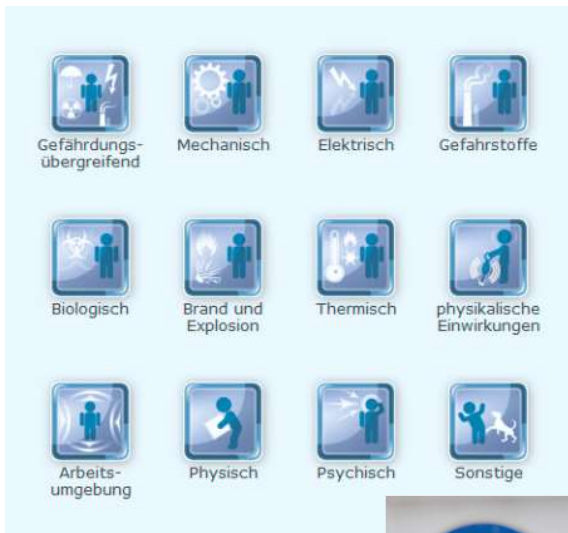 Gefährdungs-
übergreifend
Mechanisch
Elektrisch
Gefahrstoffe
Biologisch
Brand und
Explosion
Thermisch
physikalische
Einwirkungen
Arbeits-
umgebung
Physisch
Psychisch
Sonstige